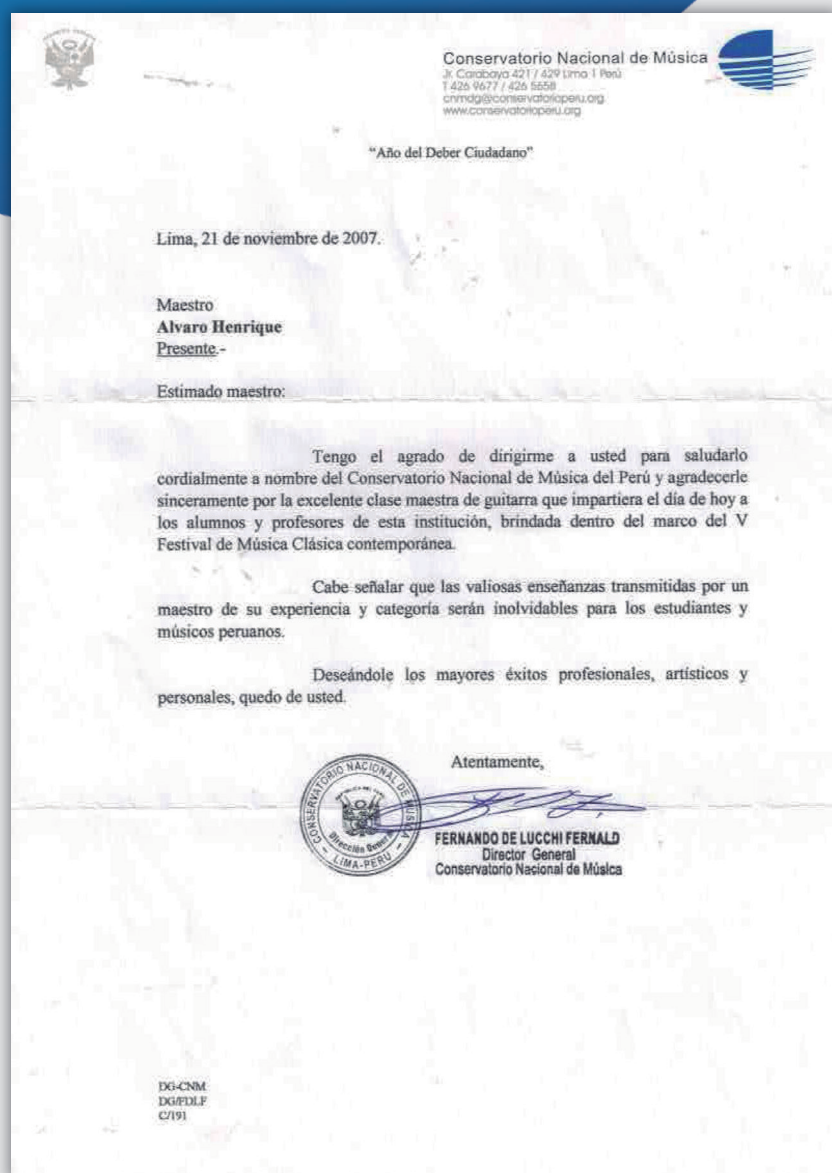 Conservatorio Nacional de Música
Jr. Carabaya 421 / 429 Lima 1 Perú
T 426 9677 / 426 5658
cnmdg@conservatorioperu.org
www.conservatorioperu.org
“Año del Deber Ciudadano”
Lima, 21 de noviembre de 2007.
Maestro
Alvaro Henrique
Presente.-
Estimado maestro:
Tengo el agrado de dirigirme a usted para saludarlo
cordialmente a nombre del Conservatorio Nacional de Música del Perú y agradecerle
sinceramente por la excelente clase maestra de guitarra que impartiera el día de hoy a
los alumnos y profesores de esta institución, brindada dentro del marco del V
Festival de Música Clásica contemporánea.
Cabe señalar que las valiosas enseñanzas transmitidas por un
maestro de su experiencia y categoría serán inolvidables para los estudiantes y
músicos peruanos.
Deseándole los mayores éxitos profesionales, artísticos y
personales, quedo de usted.
Atentamente,
CONSERVATORIO NACIONAL DE MUSICA
Dirección General
LIMA-PERU
FERNANDO DE LUCCHI FERNALD
Director General
Conservatorio Nacional de Música
DG-CNM
DG/FDLF
C/191